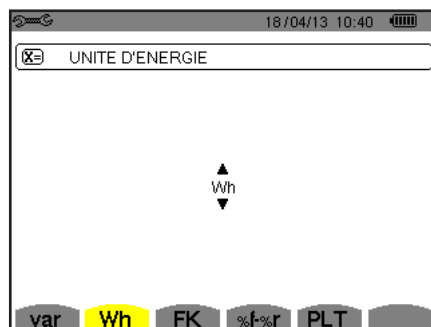 18/04/13 10:40
X= UNITE D'ENERGIE
Wh
var Wh FK %f-%r PLT